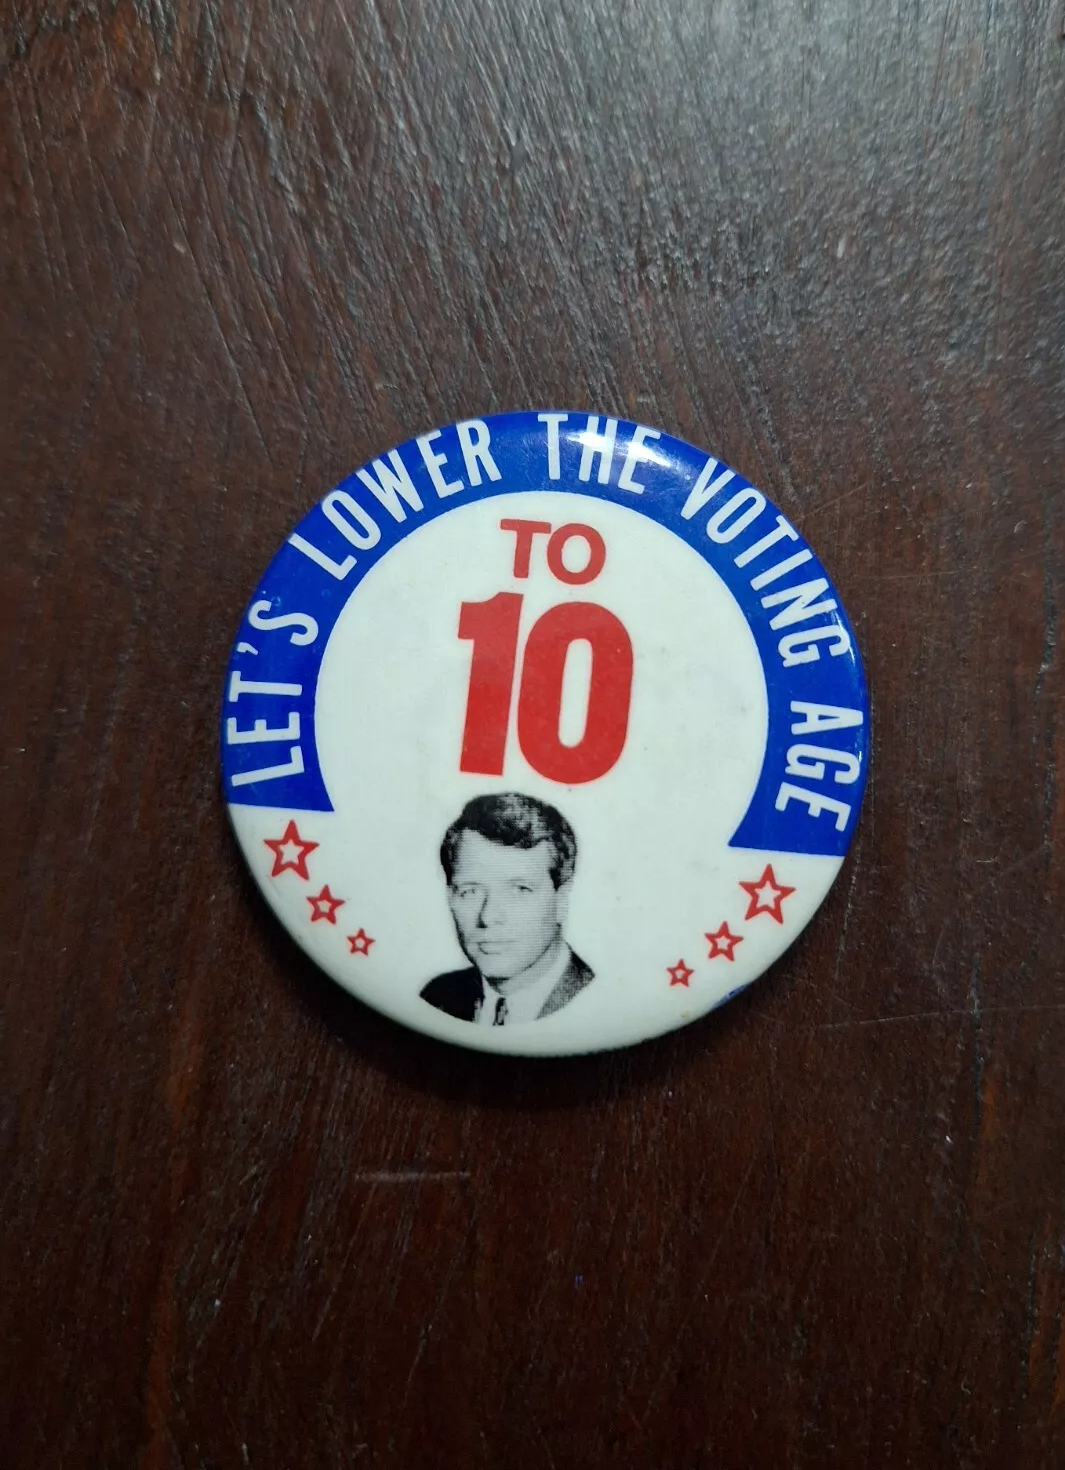 LET'S LOWER THE VOTING AGE
TO
10